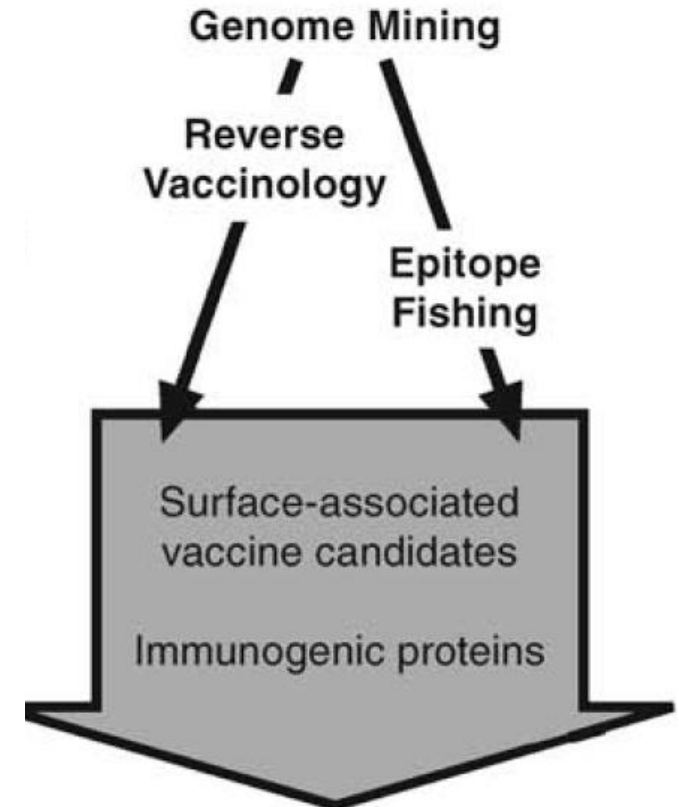 Genome Mining
Reverse
Vaccinology
Epitope
Fishing
Surface-associated
vaccine candidates
Immunogenic proteins